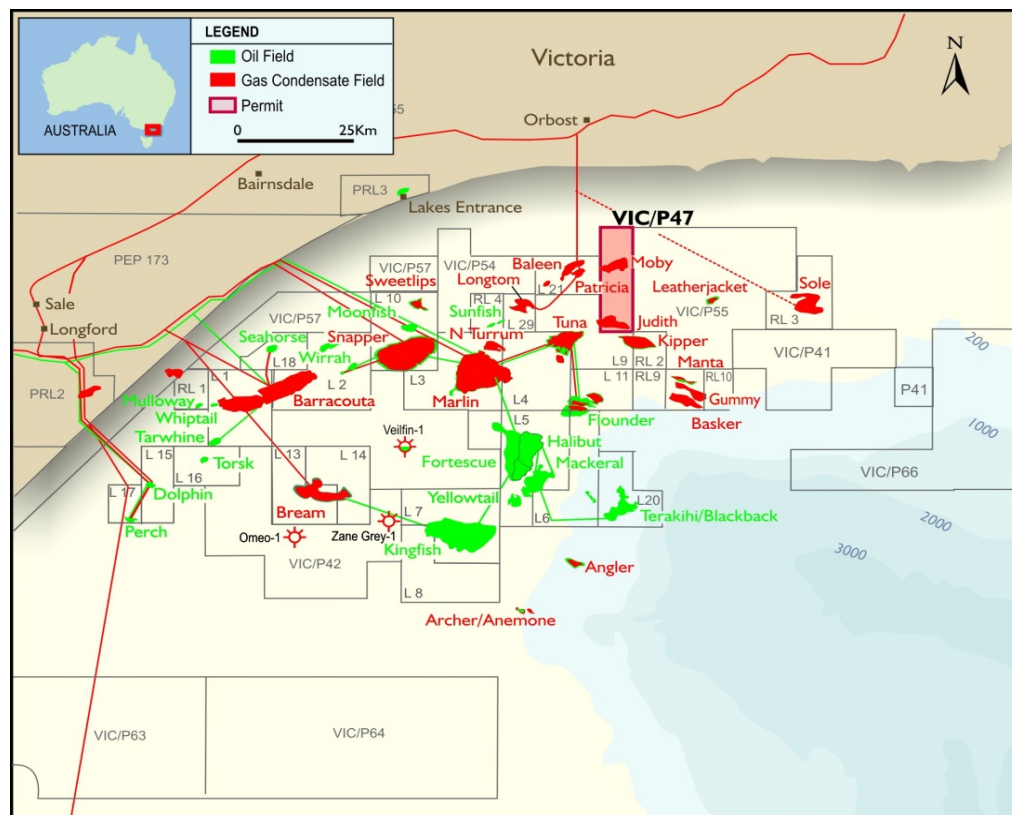 LEGEND
Oil Field
Gas Condensate Field
Permit
0 25Km
AUSTRALIA
Victoria
N
Orbost
Bairnsdale
PRL3
Lakes Entrance
VIC/P47
PEP 173
VIC/P57
VIC/P54
Baleen
Moby
Sweetlips
Longtom
Patricia
L 21
Leatherjacket
Sole
Sale
L 10
RL 4
VIC/P55
Moonfish
Sunfish
RL 3
Longford
VIC/P57
L 29
Tuna
Judith
Seahorse
Snapper
N-Turrum
Kipper
VIC/P41
200
Wirrah
L18
L9
RL 2
Manta
PRL2
RL 1
L 1
L 2
L3
L 11
RL9
RL10
P41
Mulloway
Barracouta
Marlin
L4
Gummy
Whiptail
Flounder
Basker
1000
Tarwhine
Veilfin-1
L5
Halibut
L 15
L13
L 14
Fortescue
Mackeral
Torsk
L 16
VIC/P66
L 17
Dolphin
Yellowtail
L20
Bream
L 7
L6
Terakihi/Blackback
Perch
Omeo-1
Zane Grey-1
Kingfish
2000
3000
VIC/P42
Angler
L 8
Archer/Anemone
VIC/P63
VIC/P64